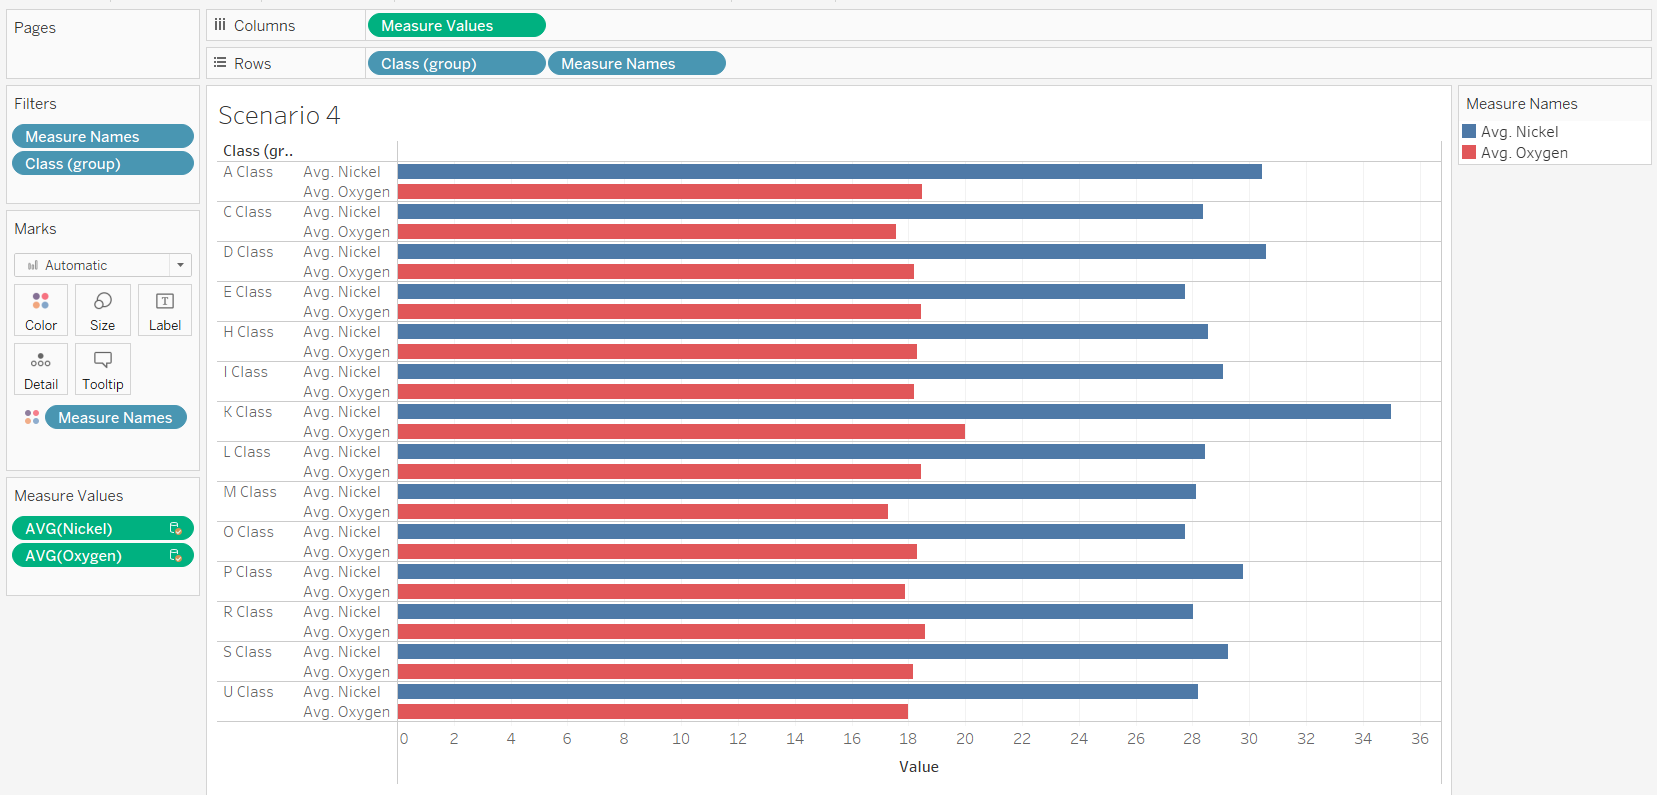 Pages
Columns
Measure Values
Rows
Class (group)
Measure Names
Filters
Measure Names
Class (group)
Marks
Automatic
Color
Size
Label
Detail
Tooltip
Measure Names
Measure Values
AVG(Nickel)
AVG(Oxygen)
Scenario 4
Class (gr..
A Class Avg. Nickel
Avg. Oxygen
C Class Avg. Nickel
Avg. Oxygen
D Class Avg. Nickel
Avg. Oxygen
E Class Avg. Nickel
Avg. Oxygen
H Class Avg. Nickel
Avg. Oxygen
I Class Avg. Nickel
Avg. Oxygen
K Class Avg. Nickel
Avg. Oxygen
L Class Avg. Nickel
Avg. Oxygen
M Class Avg. Nickel
Avg. Oxygen
O Class Avg. Nickel
Avg. Oxygen
P Class Avg. Nickel
Avg. Oxygen
R Class Avg. Nickel
Avg. Oxygen
S Class Avg. Nickel
Avg. Oxygen
U Class Avg. Nickel
Avg. Oxygen
0 2 4 6 8 10 12 14 16 18 20 22 24 26 28 30 32 34 36
Value
Measure Names
Avg. Nickel
Avg. Oxygen